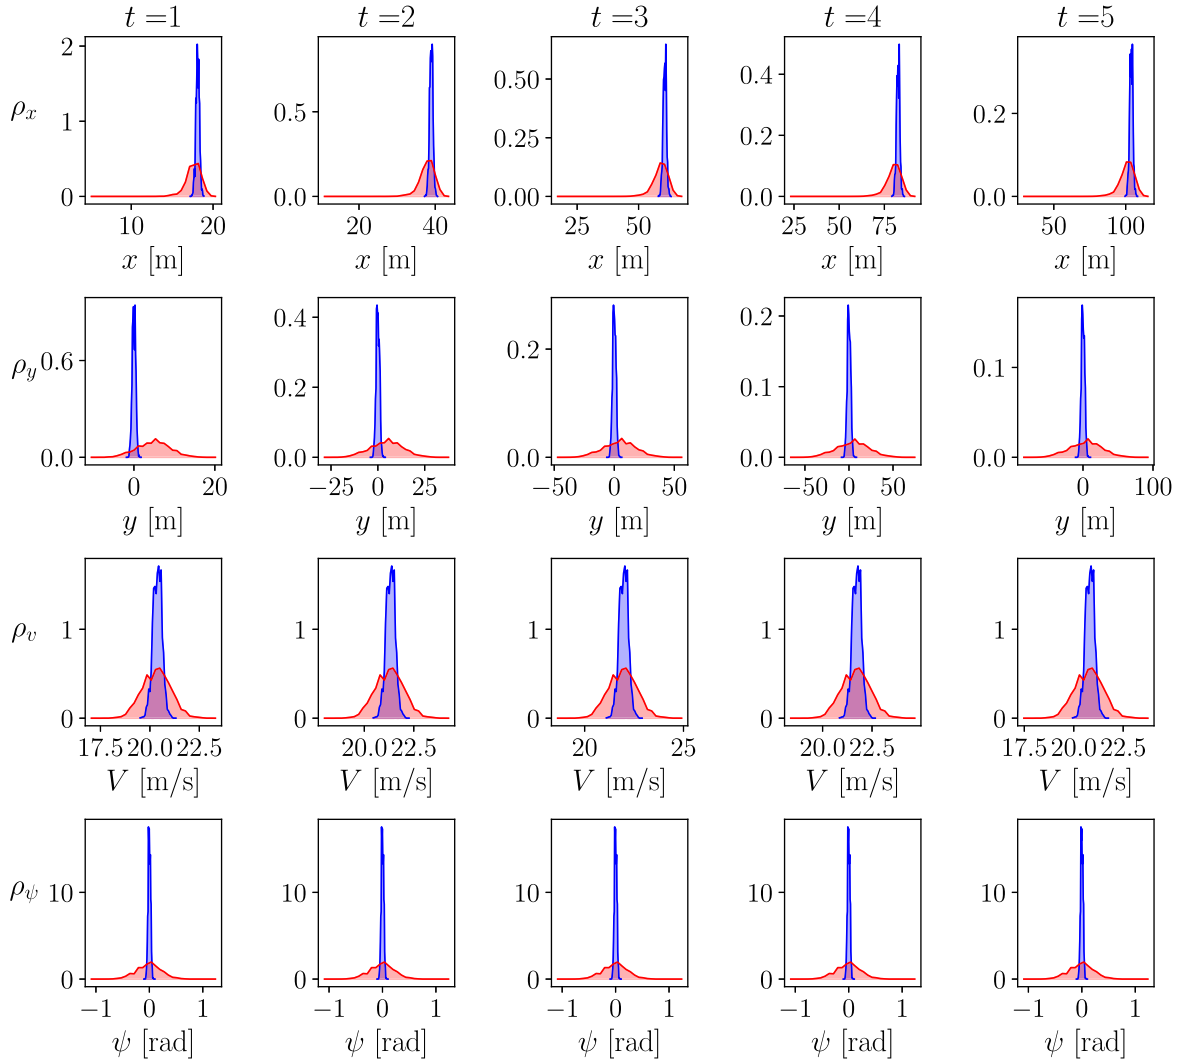 t =1 t =2 t =3 t =4 t =5
ρx 2 1 0 0.5 0.0 0.50 0.25 0.00 0.4 0.2 0.0 0.2 0.0
10 20 20 40 25 50 25 50 75 50 100
x [m] x [m] x [m] x [m] x [m]
ρy 0.6 0.0 0.4 0.2 0.0 0.2 0.0 0.2 0.1 0.0 0.1 0.0
0 20 −25 0 25 −50 0 50 −50 0 50 0 100
y [m] y [m] y [m] y [m] y [m]
ρv 1 0 1 0 1 0 1 0 1 0
17.5 20.0 22.5 20.0 22.5 20 25 20.0 22.5 17.5 20.0 22.5
V [m/s] V [m/s] V [m/s] V [m/s] V [m/s]
ρψ 10 0 10 0 10 0 10 0 10 0
−1 0 1 −1 0 1 −1 0 1 −1 0 1 −1 0 1
ψ [rad] ψ [rad] ψ [rad] ψ [rad] ψ [rad]